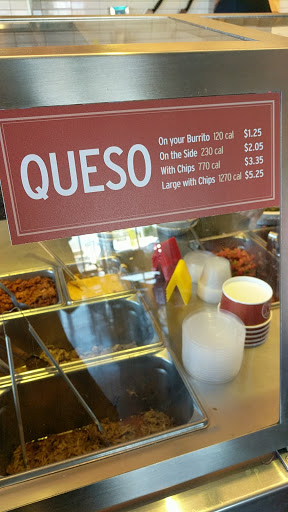 QUESO
On your Burrito 120 cal $1.25
On the Side 230 cal $2.05
With Chips 770 cal $3.35
Large with Chips 1270 cal $5.25